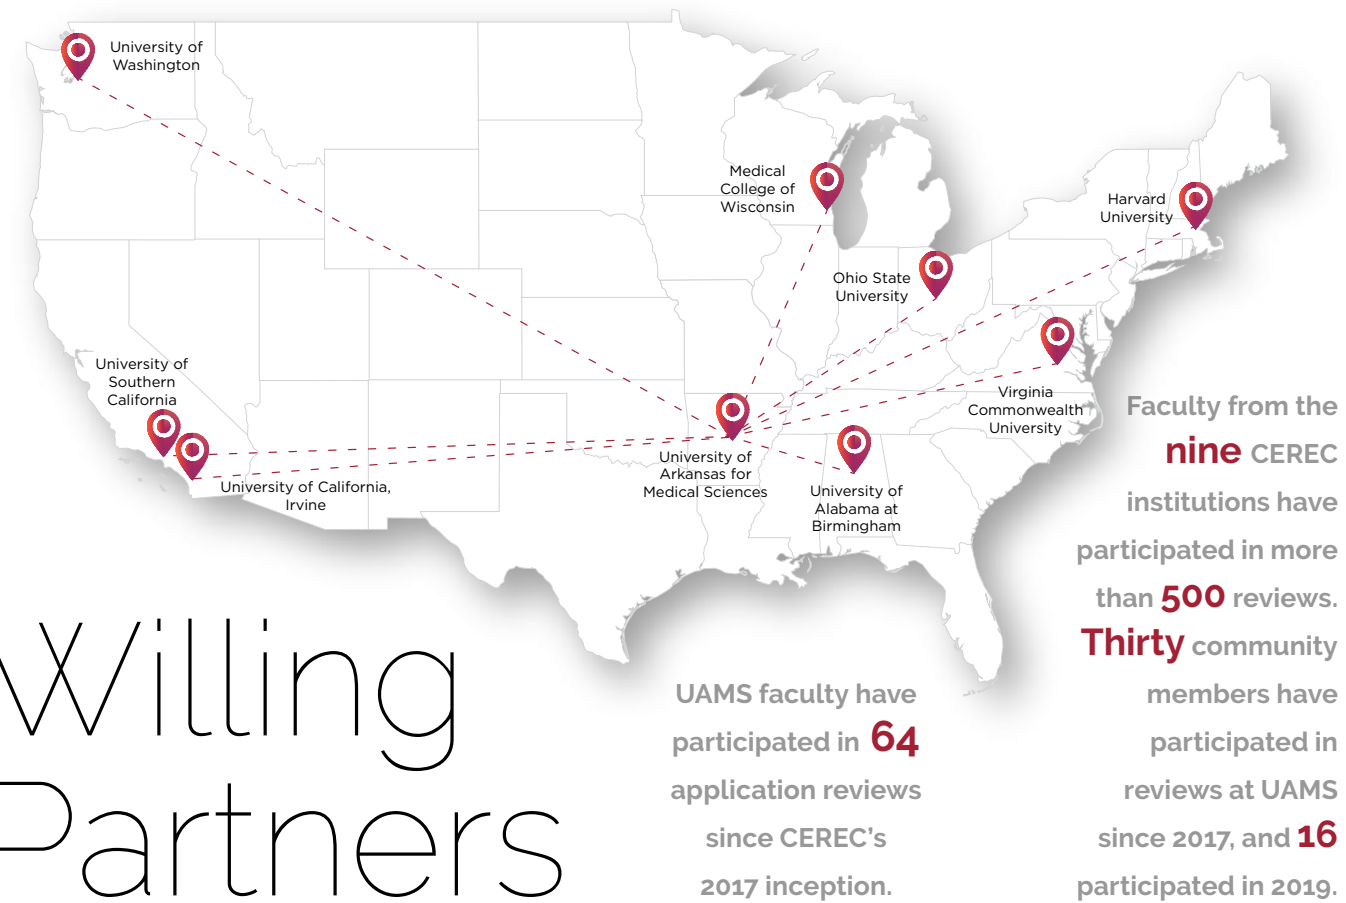 University of
Washington
Medical
College of
Wisconsin
Harvard
University
Ohio State
University
University of
Southern
California
Virginia
Commonwealth
University
University of
Arkansas for
Medical Sciences
University of California,
Irvine
University of
Alabama at
Birmingham
Willing
Partners
UAMS faculty have
participated in 64
application reviews
since CEREC’s
2017 inception.
Faculty from the
nine CEREC
institutions have
participated in more
than 500 reviews.
Thirty community
members have
participated in
reviews at UAMS
since 2017, and 16
participated in 2019.